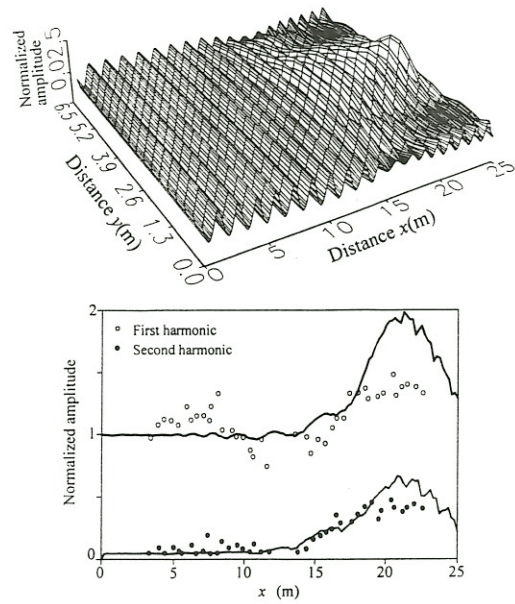 Normalized
amplitude
0.02.5
6.5 5.2 3.9 2.6 1.3 0.0
Distance y(m)
0 5 10 15 20 25
Distance x(m)
2
First harmonic
Second harmonic
Normalized amplitude
1
0
0 5 10 15 20 25
x (m)